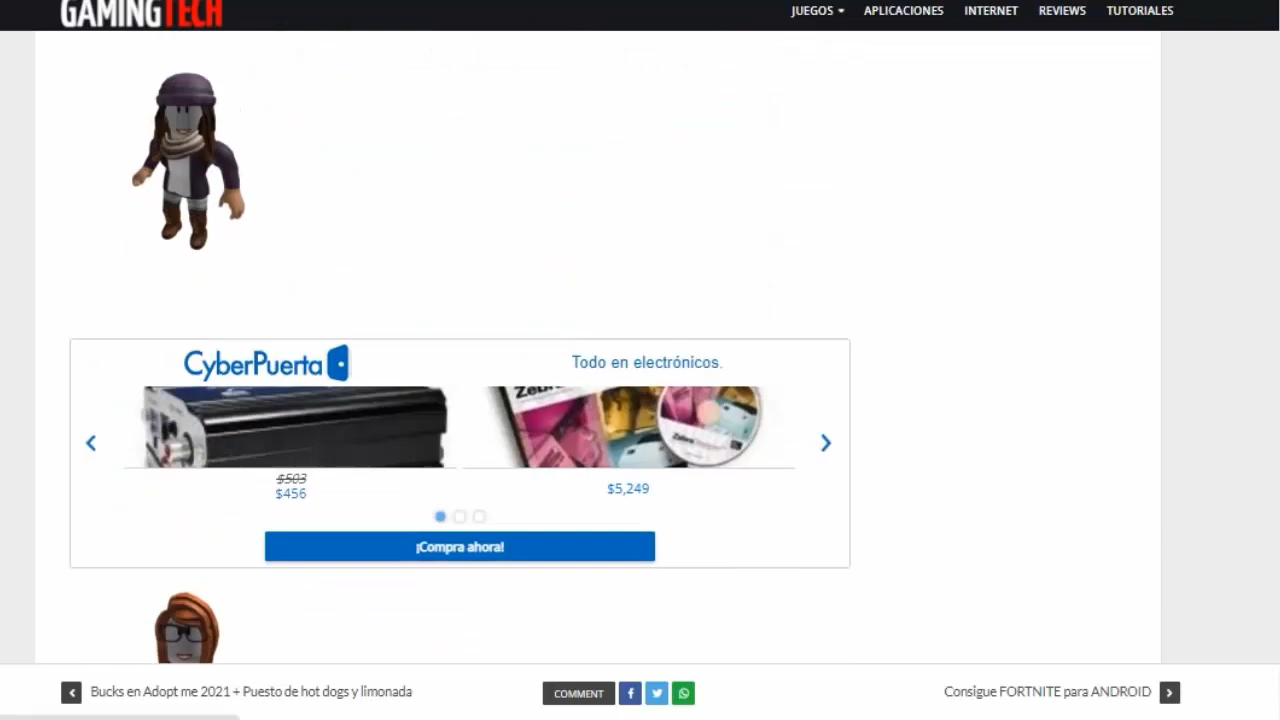 GAMINGTECH
JUEGOS
APLICACIONES
INTERNET
REVIEWS
TUTORIALES
CyberPuerta
Todo en electrónicos.
Zebra
$503
$456
$5,249
¡Compra ahora!
Bucks en Adopt me 2021 + Puesto de hot dogs y limonada
COMMENT
Consigue FORTNITE para ANDROID